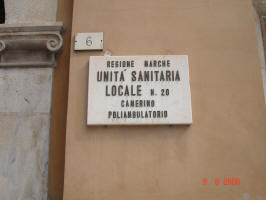 6
REGIONE MARCHE
UNITÀ SANITARIA
LOCALE N. 20
CAMERINO
POLIAMBULATORIO